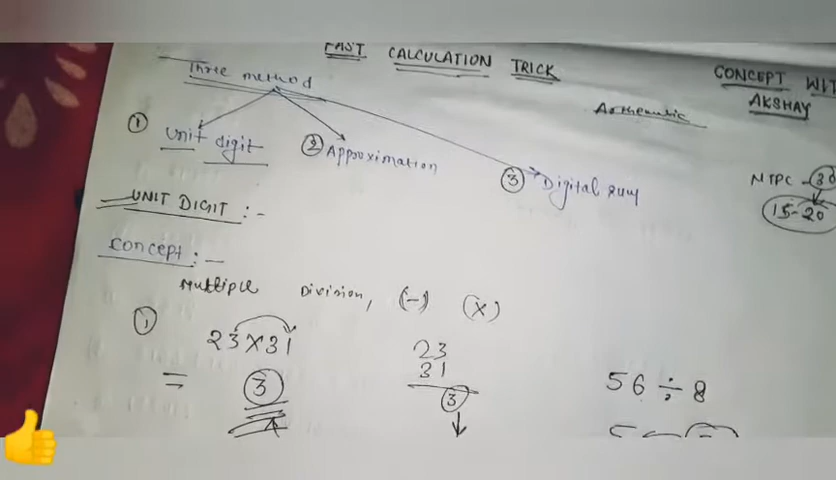 FAST CALCULATION TRICK
CONCEPT WIT
AKSHAY
Three method
① Unit digit
② Approximation
③ Digital sum
NTPC - 30
15-20
UNIT DIGIT :-
Concept :-
Multiple Division, (-) (x)
① 23 x 31
= ③
23
31
③
56 ÷ 8